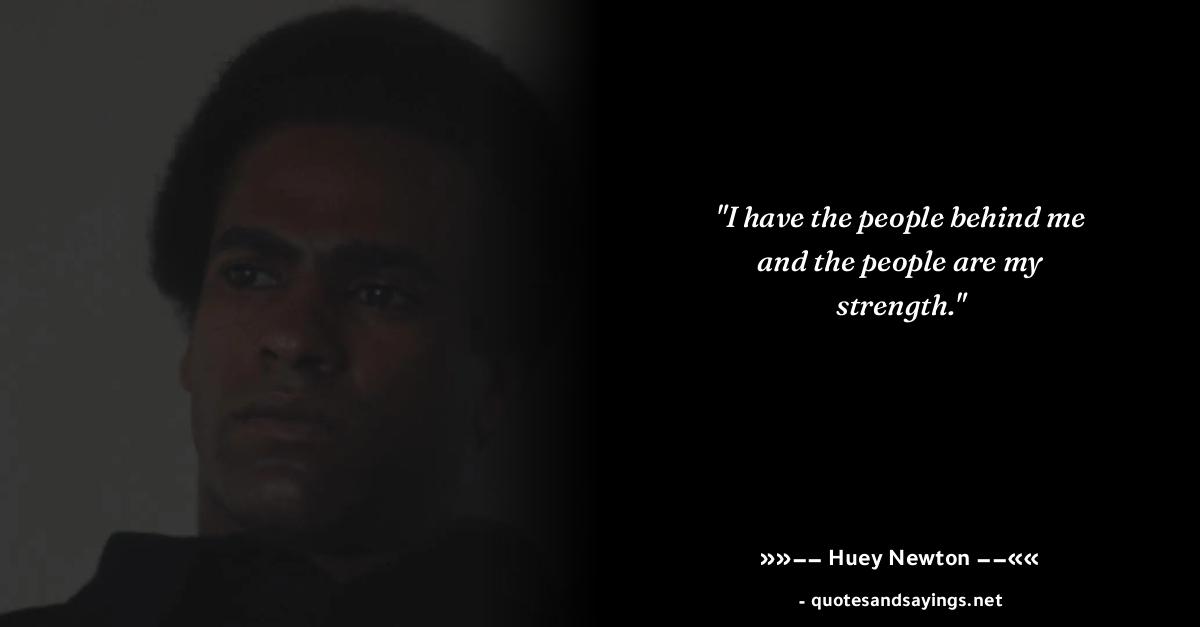 "I have the people behind me
and the people are my
strength."
»»–– Huey Newton ––««
- quotesandsayings.net